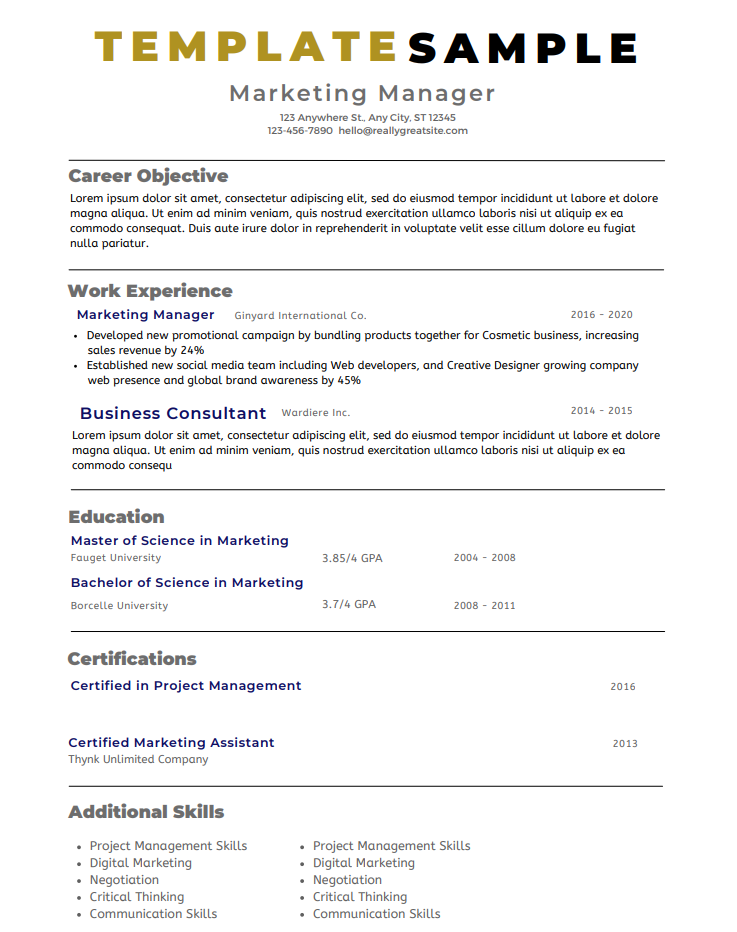 TEMPLATE SAMPLE
Marketing Manager
123 Anywhere St., Any City, ST 12345
123-456-7890 hello@reallygreatsite.com
Career Objective
Lorem ipsum dolor sit amet, consectetur adipiscing elit, sed do eiusmod tempor incididunt ut labore et dolore
magna aliqua. Ut enim ad minim veniam, quis nostrud exercitation ullamco laboris nisi ut aliquip ex ea
commodo consequat. Duis aute irure dolor in reprehenderit in voluptate velit esse cillum dolore eu fugiat
nulla pariatur.
Work Experience
Marketing Manager Ginyard International Co. 2016 - 2020
• Developed new promotional campaign by bundling products together for Cosmetic business, increasing
sales revenue by 24%
• Established new social media team including Web developers, and Creative Designer growing company
web presence and global brand awareness by 45%
Business Consultant Wardiere Inc. 2014 - 2015
Lorem ipsum dolor sit amet, consectetur adipiscing elit, sed do eiusmod tempor incididunt ut labore et dolore
magna aliqua. Ut enim ad minim veniam, quis nostrud exercitation ullamco laboris nisi ut aliquip ex ea
commodo consequ
Education
Master of Science in Marketing
Fauget University 3.85/4 GPA 2004 - 2008
Bachelor of Science in Marketing
Borcelle University 3.7/4 GPA 2008 - 2011
Certifications
Certified in Project Management 2016
Certified Marketing Assistant 2013
Thynk Unlimited Company
Additional Skills
• Project Management Skills
• Digital Marketing
• Negotiation
• Critical Thinking
• Communication Skills
• Project Management Skills
• Digital Marketing
• Negotiation
• Critical Thinking
• Communication Skills